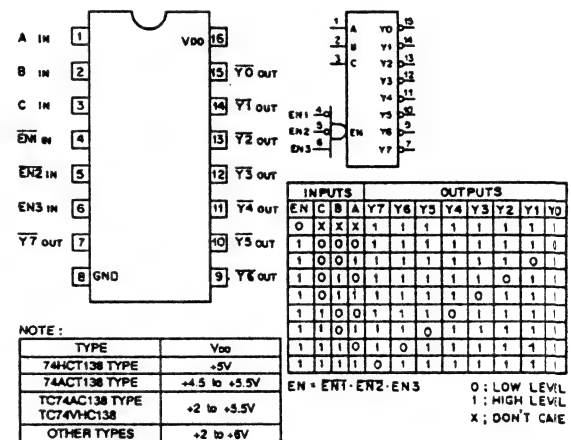 A IN 1
B IN 2
C IN 3
EN1 IN 4
EN2 IN 5
EN3 IN 6
Y7 OUT 7
8 GND
VDD 16
15 Y0 OUT
14 Y1 OUT
13 Y2 OUT
12 Y3 OUT
11 Y4 OUT
10 Y5 OUT
9 Y6 OUT
1 A Y0 15
2 B Y1 14
3 C Y2 13
Y3 12
Y4 11
EN1 4 Y5 10
EN2 5 EN Y6 9
EN3 6 Y7 7
INPUTS OUTPUTS
EN C B A Y7 Y6 Y5 Y4 Y3 Y2 Y1 Y0
0 X X X 1 1 1 1 1 1 1 1
1 0 0 0 1 1 1 1 1 1 1 0
1 0 0 1 1 1 1 1 1 1 0 1
1 0 1 0 1 1 1 1 1 0 1 1
1 0 1 1 1 1 1 1 0 1 1 1
1 1 0 0 1 1 1 0 1 1 1 1
1 1 0 1 1 1 0 1 1 1 1 1
1 1 1 0 1 0 1 1 1 1 1 1
1 1 1 1 0 1 1 1 1 1 1 1
EN = EN1·EN2·EN3
0 ; LOW LEVEL
1 ; HIGH LEVEL
X ; DON'T CARE
NOTE :
TYPE VDD
74HCT138 TYPE +5V
74ACT138 TYPE +4.5 to +5.5V
TC74AC138 TYPE
TC74VHC138 +2 to +5.5V
OTHER TYPES +2 to +6V